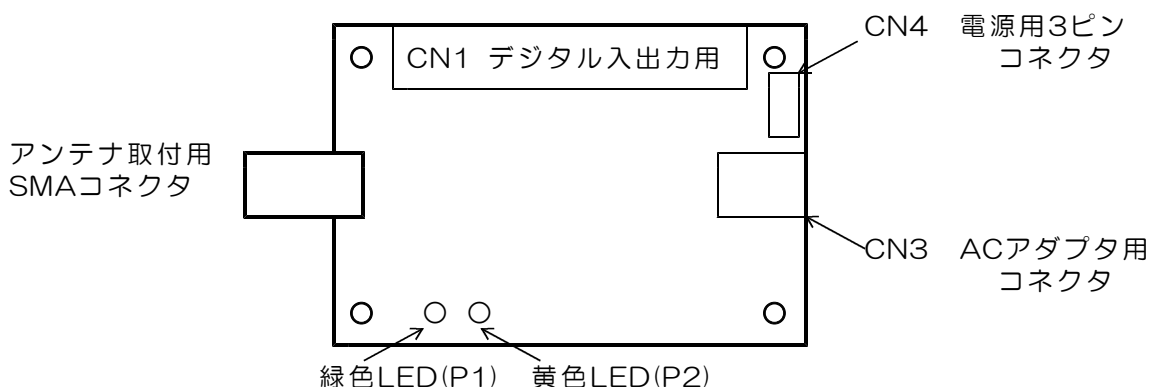 CN4 電源用3ピン
コネクタ
CN1 デジタル入出力用
アンテナ取付用
SMAコネクタ
CN3 ACアダプタ用
コネクタ
緑色LED(P1) 黄色LED(P2)